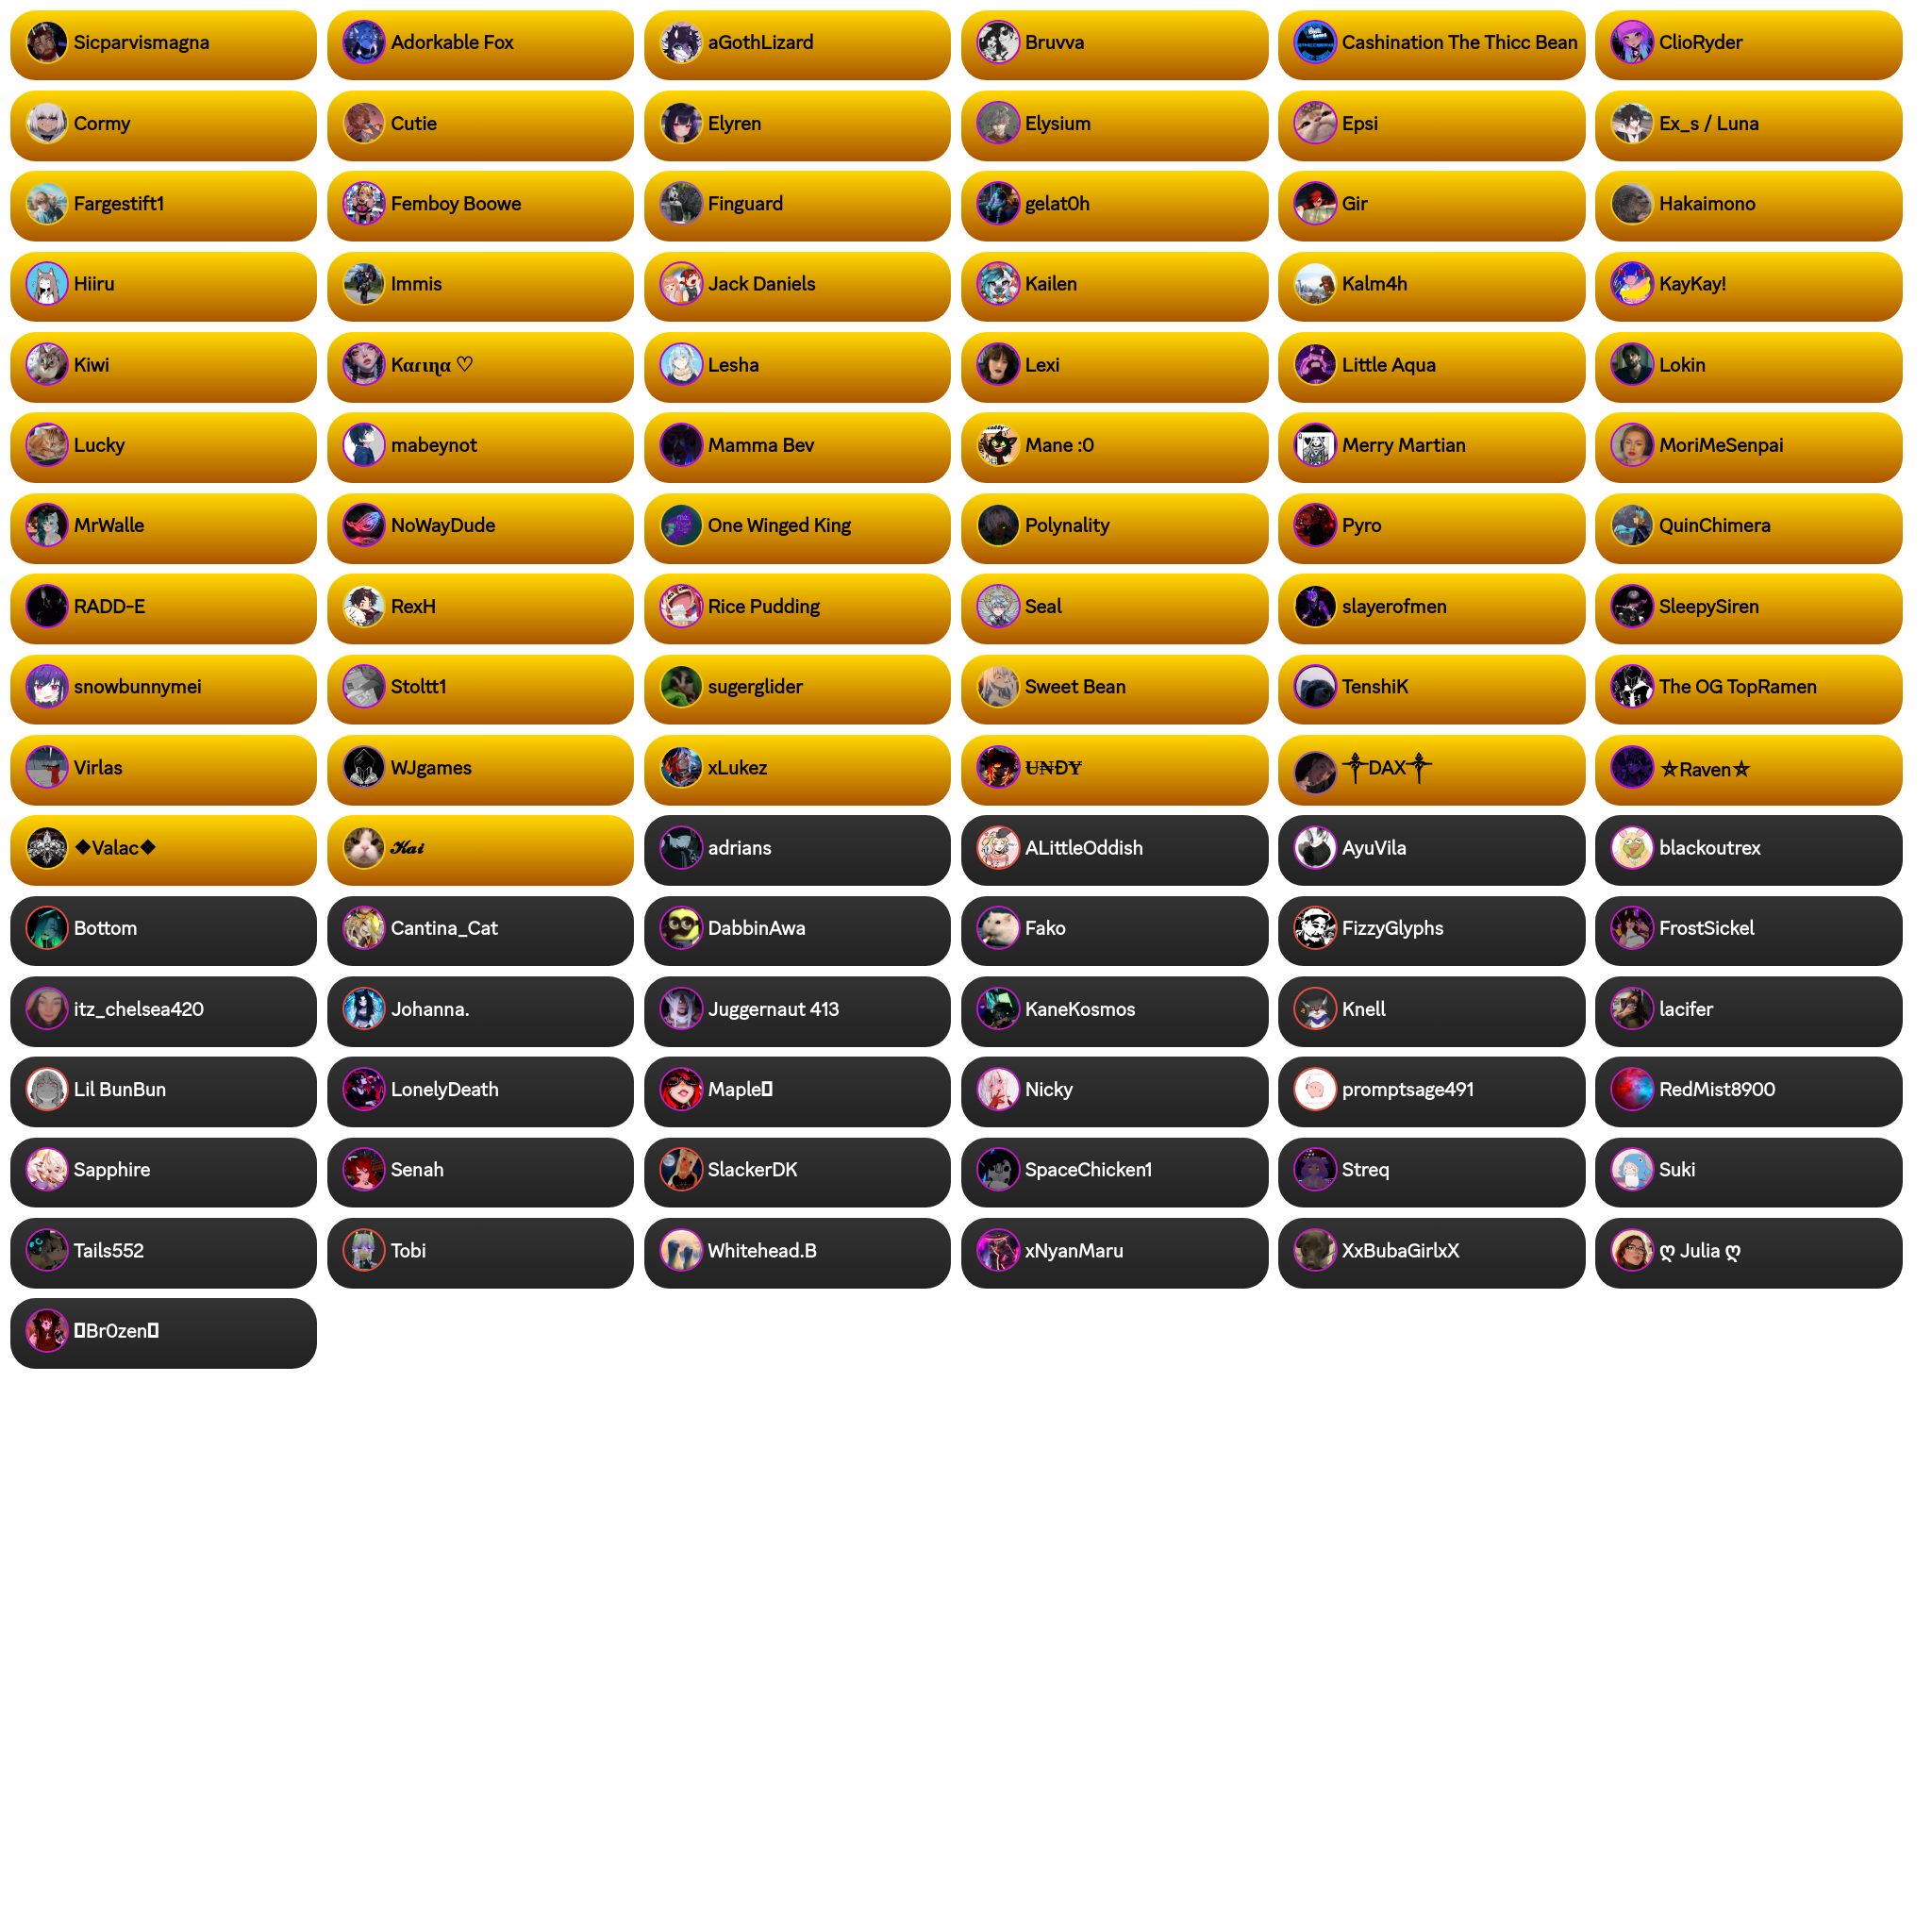 Sicparvismagna Adorkable Fox aGothLizard Bruvva Cashination The Thicc Bean ClioRyder
Cormy Cutie Elyren Elysium Epsi Ex_s / Luna
Fargestift1 Femboy Boowe Finguard gelat0h Gir Hakaimono
Hiiru Immis Jack Daniels Kailen Kalm4h KayKay!
Kiwi Kαɾιɳα ♡ Lesha Lexi Little Aqua Lokin
Lucky mabeynot Mamma Bev Mane :0 Merry Martian MoriMeSenpai
MrWalle NoWayDude One Winged King Polynality Pyro QuinChimera
RADD-E RexH Rice Pudding Seal slayerofmen SleepySiren
snowbunnymei Stoltt1 sugerglider Sweet Bean TenshiK The OG TopRamen
Virlas WJgames xLukez U̶N̶ĐY̶ ⸸DAX⸸ ⛤Raven⛤
❖Valac❖ 𝓚𝓪𝓲 adrians ALittleOddish AyuVila blackoutrex
Bottom Cantina_Cat DabbinAwa Fako FizzyGlyphs FrostSickel
itz_chelsea420 Johanna. Juggernaut 413 KaneKosmos Knell lacifer
Lil BunBun LonelyDeath Maple Nicky promptsage491 RedMist8900
Sapphire Senah SlackerDK SpaceChicken1 Streq Suki
Tails552 Tobi Whitehead.B xNyanMaru XxBubaGirlxX ღ Julia ღ
Br0zen